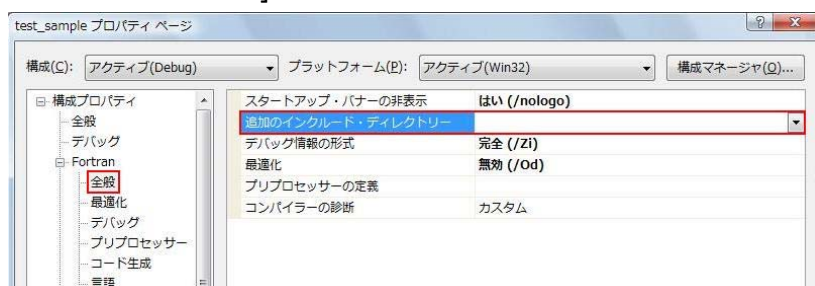 ]
test_sample プロパティ ページ
構成(C): アクティブ(Debug) プラットフォーム(P): アクティブ(Win32) 構成マネージャ(O)...
構成プロパティ
全般
デバッグ
Fortran
全般
最適化
デバッグ
プリプロセッサー
コード生成
言語
スタートアップ・バナーの非表示 はい (/nologo)
追加のインクルード・ディレクトリー
デバッグ情報の形式 完全 (/Zi)
最適化 無効 (/Od)
プリプロセッサーの定義
コンパイラーの診断 カスタム